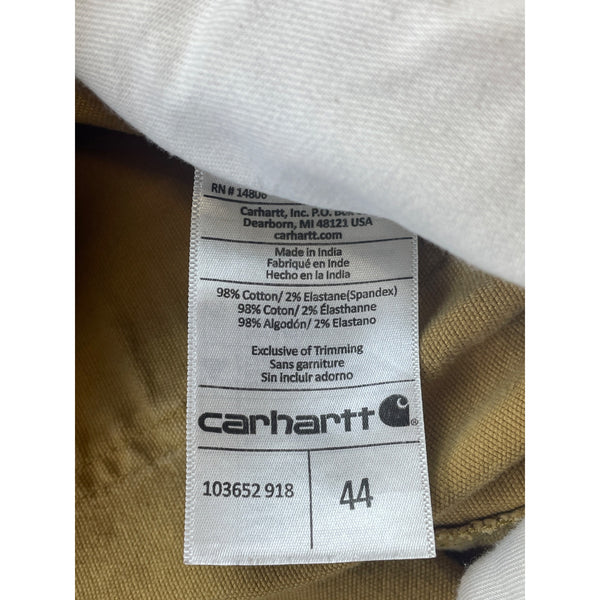 RN # 14806
Carhartt, Inc. P.O. Box
Dearborn, MI 48121 USA
carhartt.com
Made in India
Fabriqué en Inde
Hecho en la India
98% Cotton/ 2% Elastane(Spandex)
98% Coton/ 2% Élasthanne
98% Algodón/ 2% Elastano
Exclusive of Trimming
Sans garniture
Sin incluir adorno
carhartt ®
103652 918
44